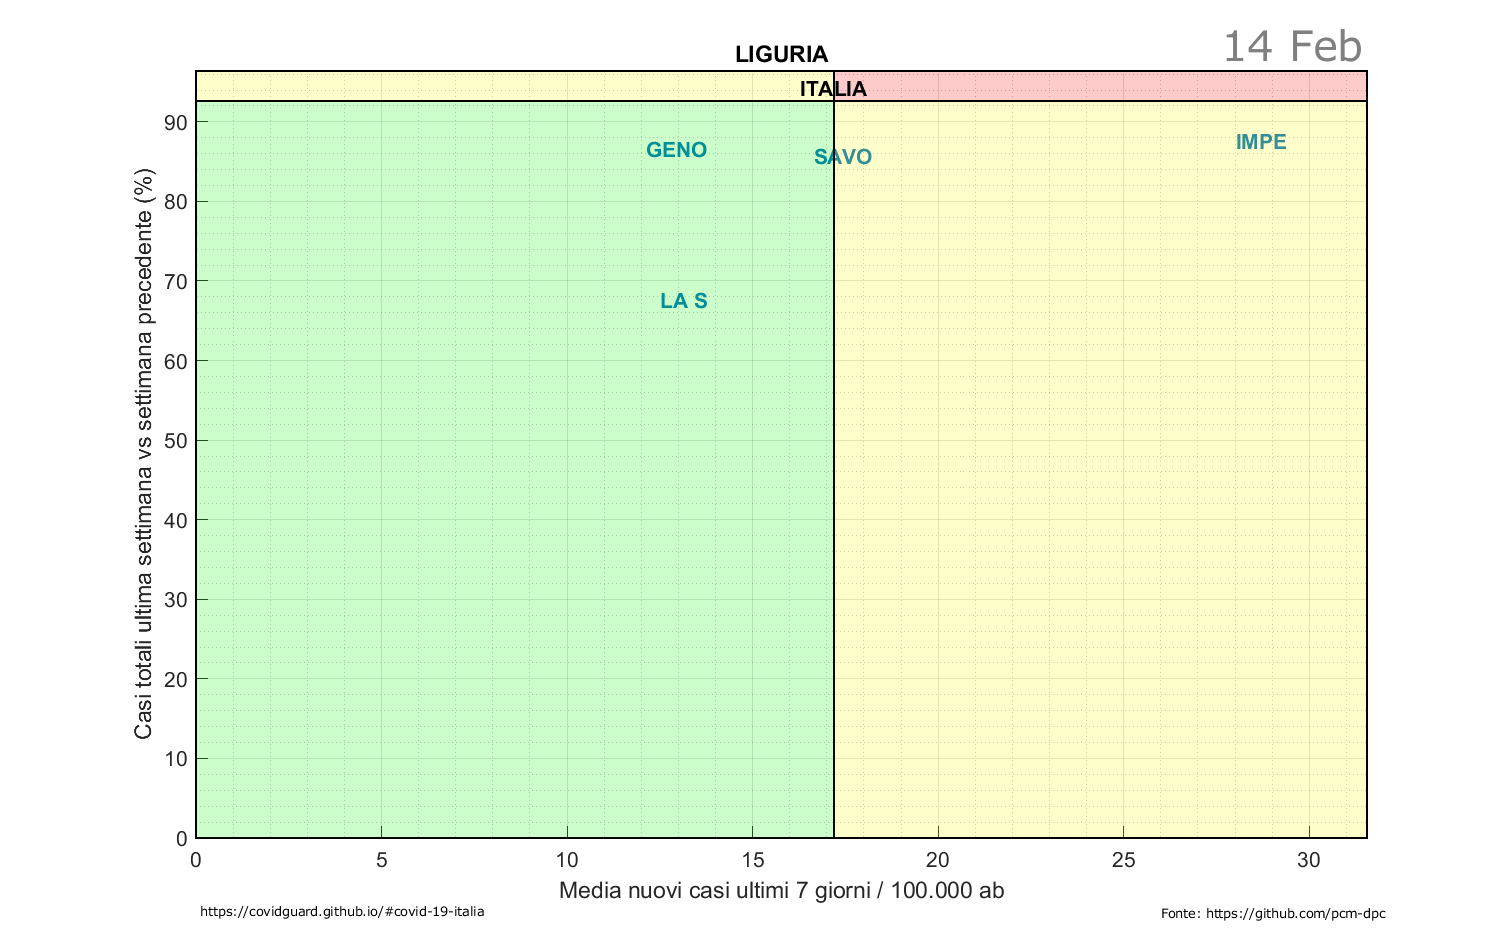 14 Feb
LIGURIA
ITALIA
90
GENO
SAVO
IMPE
80
70
LA S
60
50
40
30
20
10
0
Casi totali ultima settimana vs settimana precedente (%)
0 5 10 15 20 25 30
Media nuovi casi ultimi 7 giorni / 100.000 ab
https://covidguard.github.io/#covid-19-italia
Fonte: https://github.com/pcm-dpc